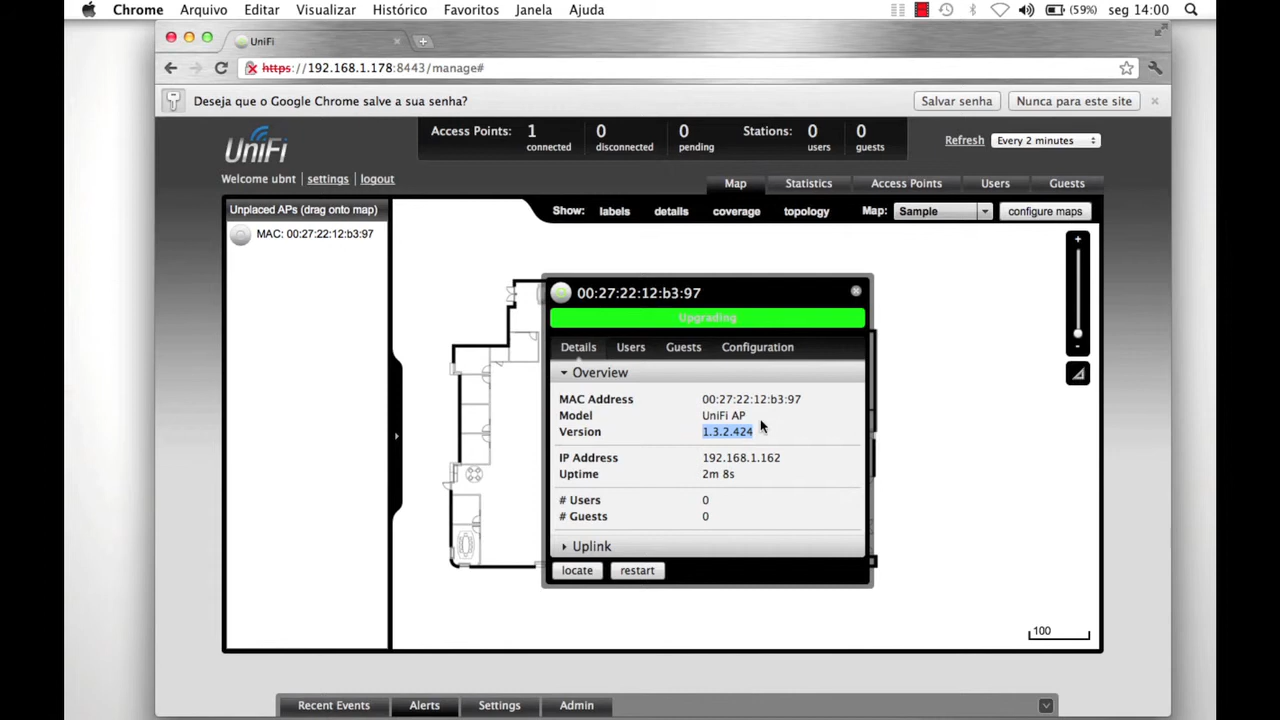 Chrome Arquivo Editar Visualizar Histórico Favoritos Janela Ajuda (59%) seg 14:00
UniFi
https://192.168.1.178:8443/manage#
Deseja que o Google Chrome salve a sua senha? Salvar senha Nunca para este site
UniFi
Access Points: 1 connected 0 disconnected 0 pending Stations: 0 users 0 guests
Refresh Every 2 minutes
Welcome ubnt settings logout
Map Statistics Access Points Users Guests
Unplaced APs (drag onto map)
MAC: 00:27:22:12:b3:97
Show: labels details coverage topology Map: Sample configure maps
+
-
00:27:22:12:b3:97
Upgrading
Details Users Guests Configuration
Overview
MAC Address 00:27:22:12:b3:97
Model UniFi AP
Version 1.3.2.424
IP Address 192.168.1.162
Uptime 2m 8s
# Users 0
# Guests 0
Uplink
locate restart
100
Recent Events Alerts Settings Admin